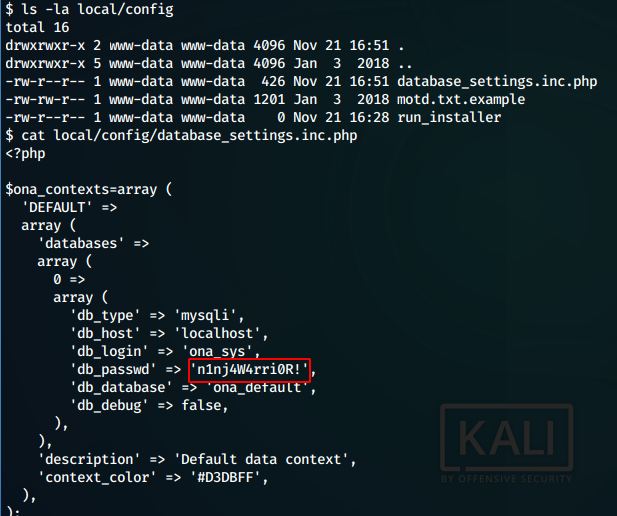 $ ls -la local/config
total 16
drwxrwxr-x 2 www-data www-data 4096 Nov 21 16:51 .
drwxrwxr-x 5 www-data www-data 4096 Jan  3  2018 ..
-rw-r--r-- 1 www-data www-data  426 Nov 21 16:51 database_settings.inc.php
-rw-rw-r-- 1 www-data www-data 1201 Jan  3  2018 motd.txt.example
-rw-r--r-- 1 www-data www-data    0 Nov 21 16:28 run_installer
$ cat local/config/database_settings.inc.php
<?php

$ona_contexts=array (
  'DEFAULT' =>
  array (
    'databases' =>
    array (
      0 =>
      array (
        'db_type' => 'mysqli',
        'db_host' => 'localhost',
        'db_login' => 'ona_sys',
        'db_passwd' => 'n1nj4W4rri0R!',
        'db_database' => 'ona_default',
        'db_debug' => false,
      ),
    ),
    'description' => 'Default data context',
    'context_color' => '#D3DBFF',
  ),
);
KALI
BY OFFENSIVE SECURITY